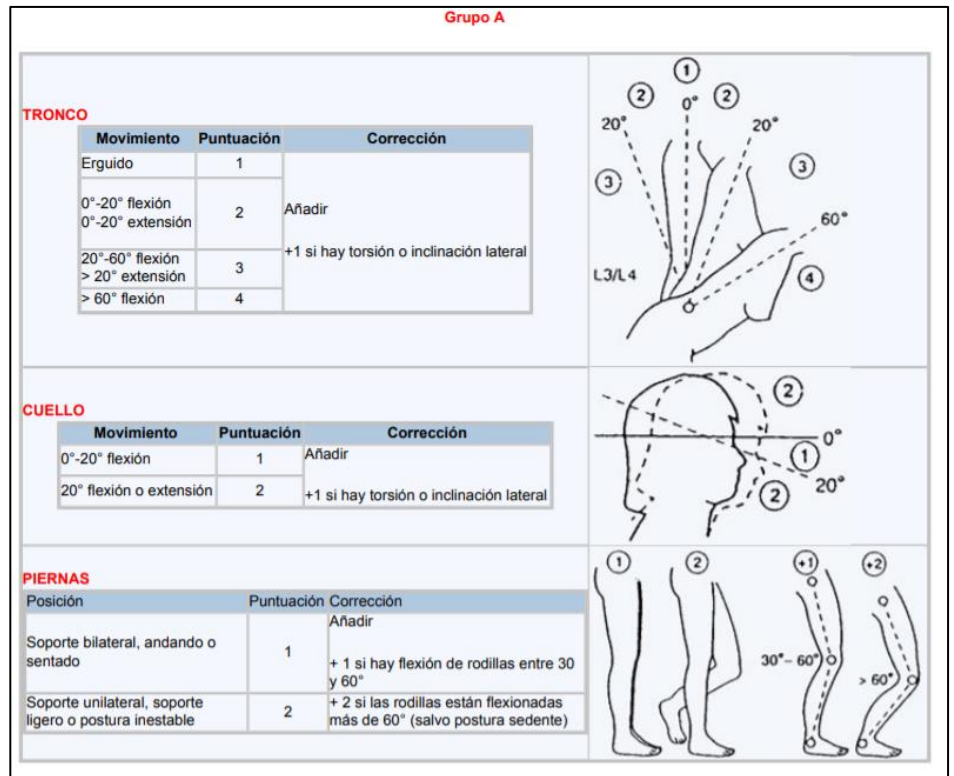 Grupo A
TRONCO
Movimiento Puntuación Corrección
Erguido 1
0°-20° flexión
0°-20° extensión
2
Añadir
+1 si hay torsión o inclinación lateral
20°-60° flexión
> 20° extensión
3
> 60° flexión 4
① ② 0° ②
20° 20°
③ ③
60°
L3/L4 ④
CUELLO
Movimiento Puntuación Corrección
0°-20° flexión 1
Añadir
20° flexión o extensión 2
+1 si hay torsión o inclinación lateral
②
0°
①
20°
②
PIERNAS
Posición Puntuación Corrección
Soporte bilateral, andando o
sentado
1
Añadir
+ 1 si hay flexión de rodillas entre 30
y 60°
Soporte unilateral, soporte
ligero o postura inestable
2
+ 2 si las rodillas están flexionadas
más de 60° (salvo postura sedente)
① ② +1 +2
30°- 60° > 60°